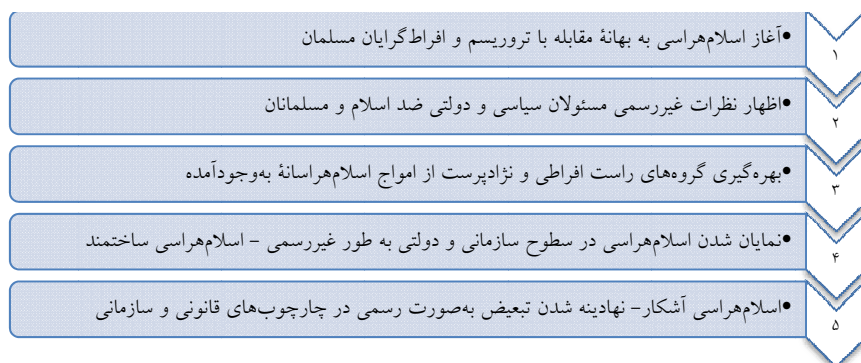 •آغاز اسلام‌هراسی به بهانهٔ مقابله با تروریسم و افراط‌گرایان مسلمان
۱
•اظهار نظرات غیررسمی مسئولان سیاسی و دولتی ضد اسلام و مسلمانان
۲
•بهره‌گیری گروه‌های راست افراطی و نژادپرست از امواج اسلام‌هراسانهٔ به‌وجودآمده
۳
•نمایان شدن اسلام‌هراسی در سطوح سازمانی و دولتی به طور غیررسمی - اسلام‌هراسی ساختمند
۴
•اسلام‌هراسی آشکار- نهادینه شدن تبعیض به‌صورت رسمی در چارچوب‌های قانونی و سازمانی
۵